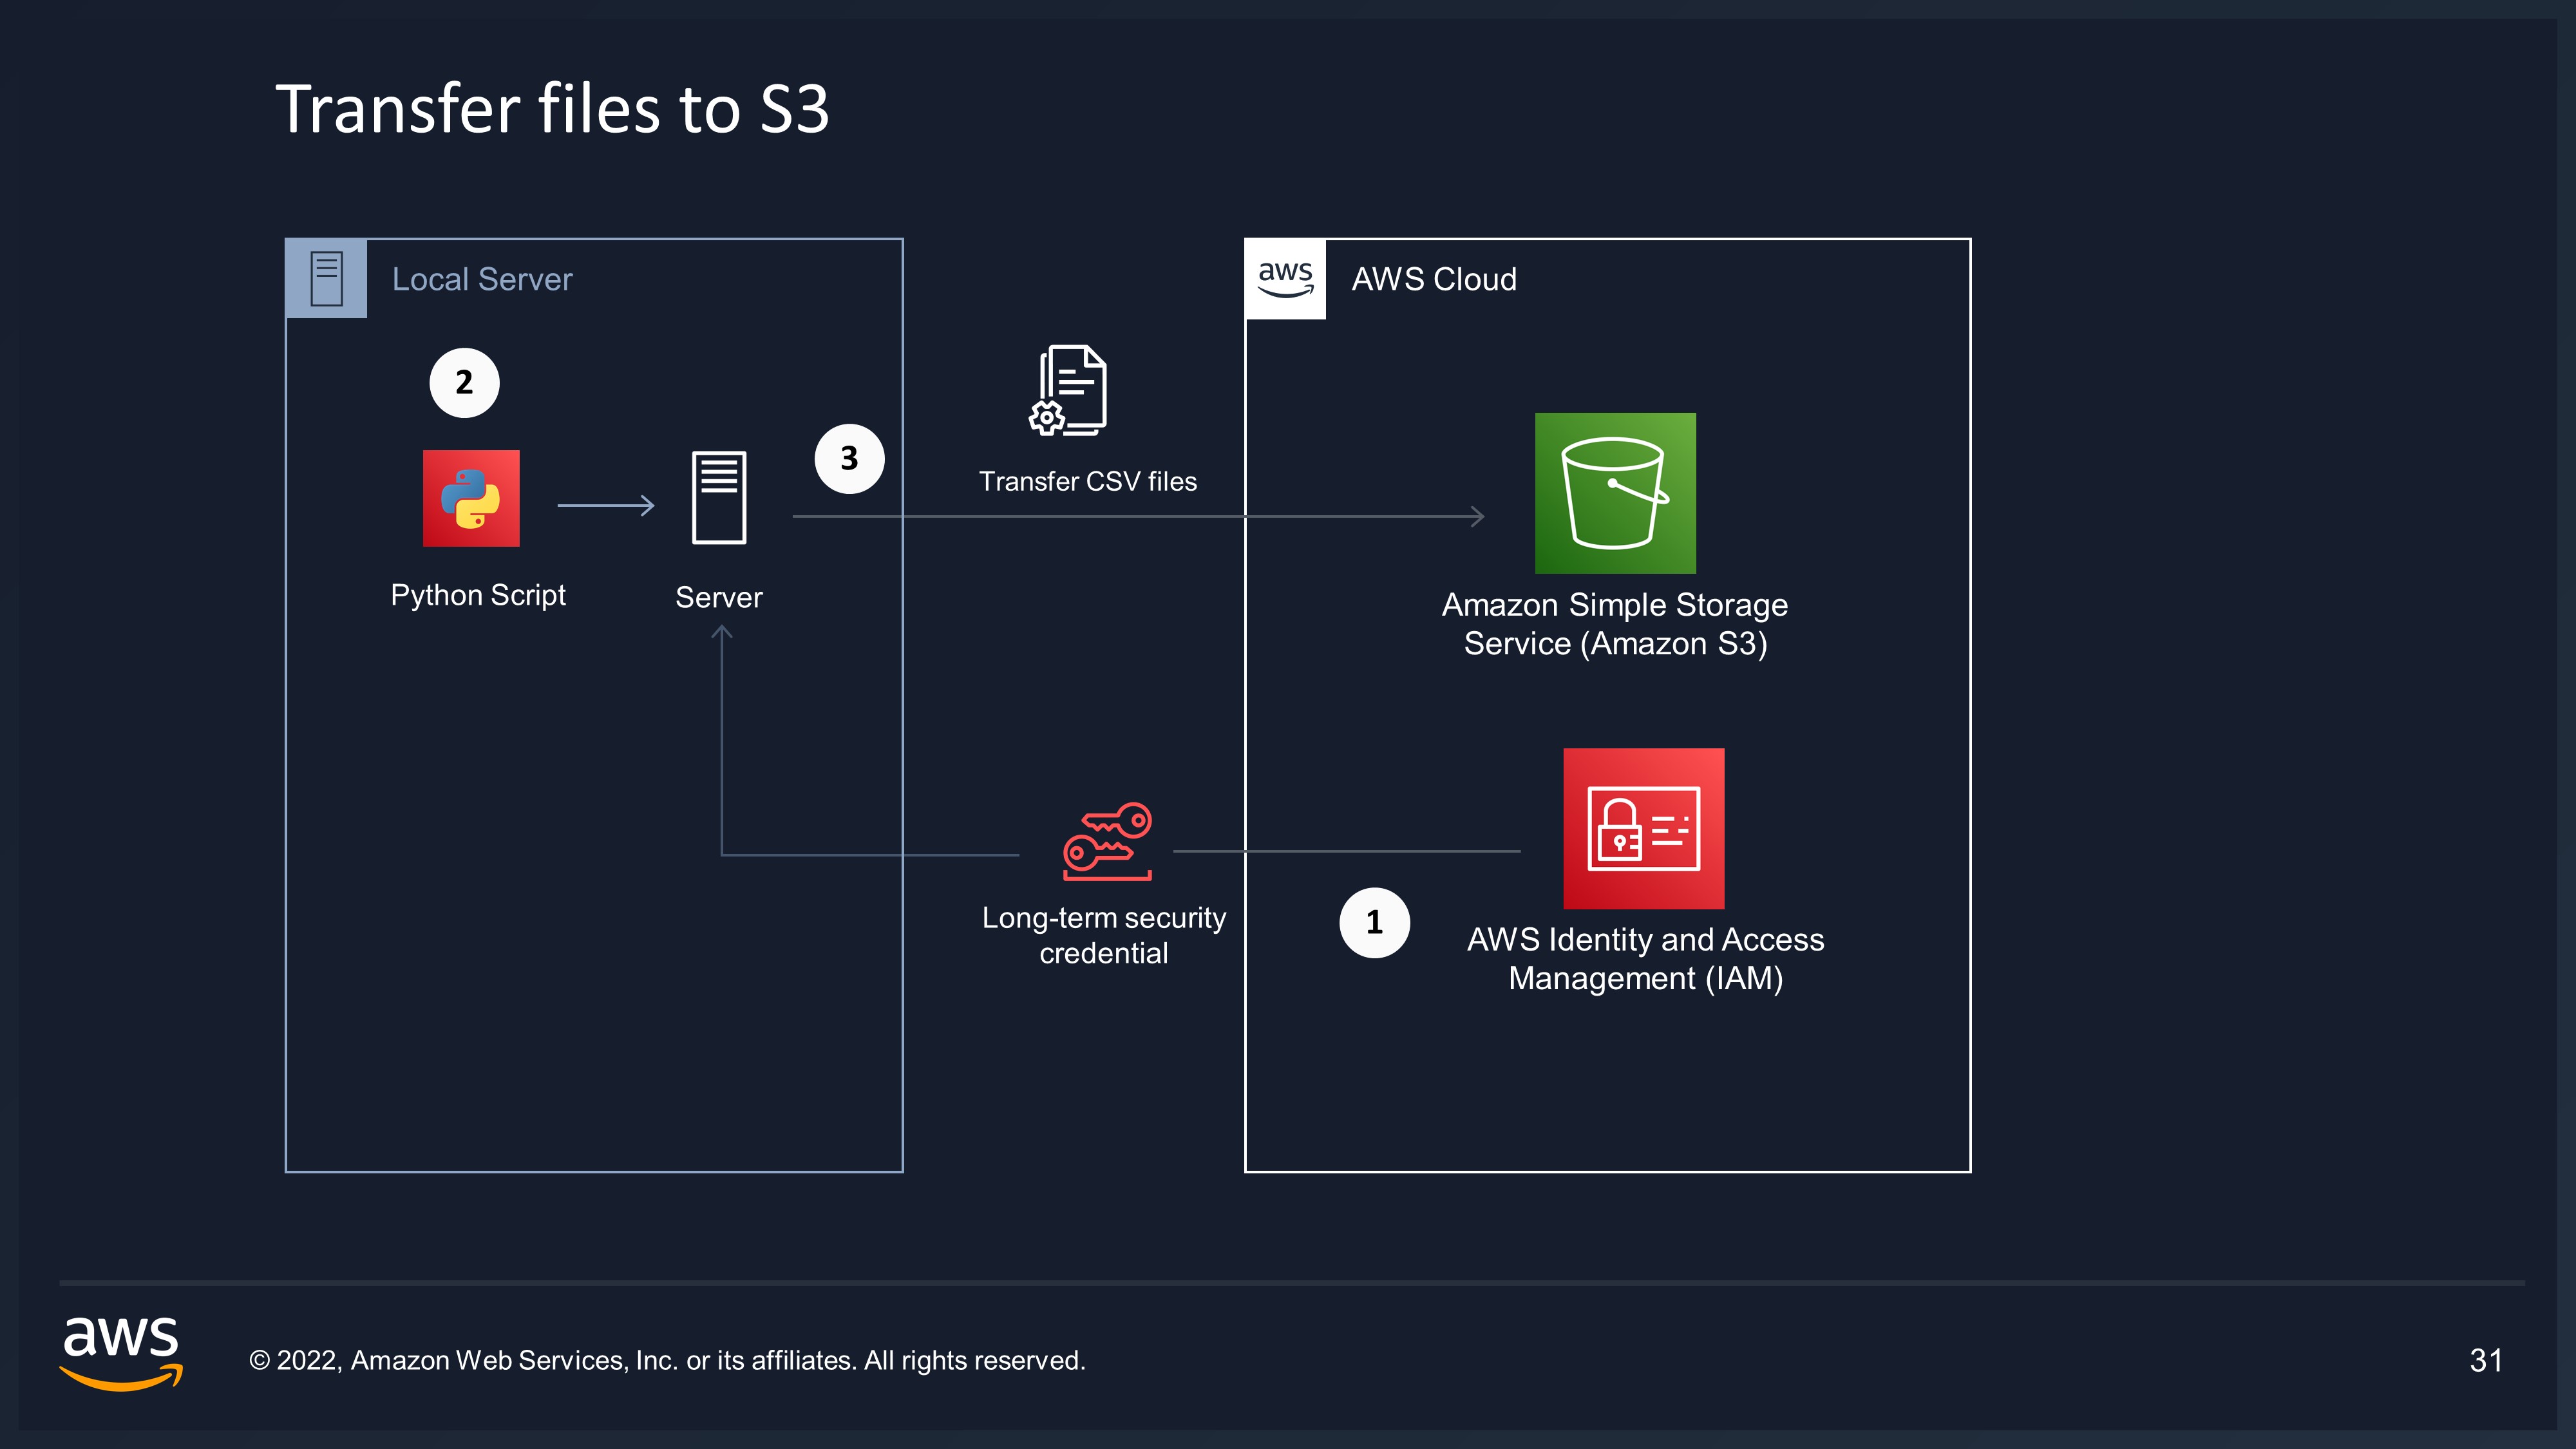 Transfer files to S3
Local Server
aws
AWS Cloud
2
3
Transfer CSV files
Python Script
Server
Amazon Simple Storage
Service (Amazon S3)
Long-term security
credential
1
AWS Identity and Access
Management (IAM)
aws
© 2022, Amazon Web Services, Inc. or its affiliates. All rights reserved.
31